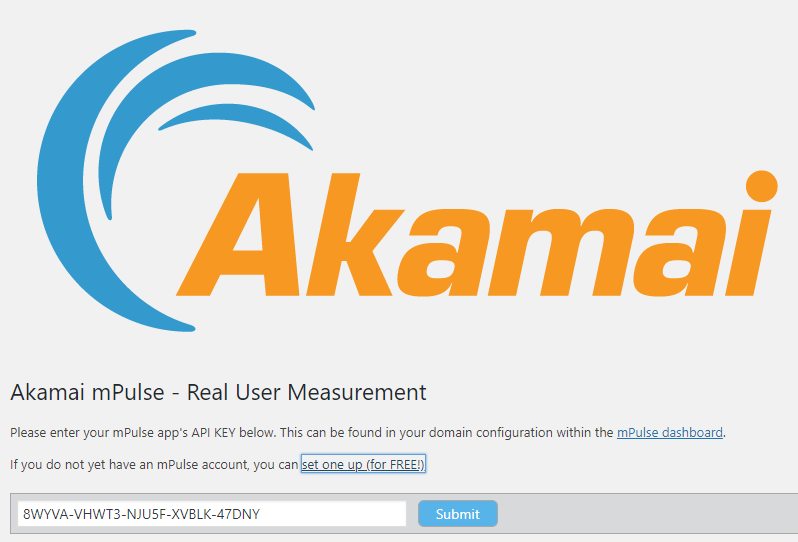 Akamai
Akamai mPulse - Real User Measurement
Please enter your mPulse app's API KEY below. This can be found in your domain configuration within the mPulse dashboard.
If you do not yet have an mPulse account, you can set one up (for FREE!)
8WYVA-VHWT3-NJU5F-XVBLK-47DNY
Submit